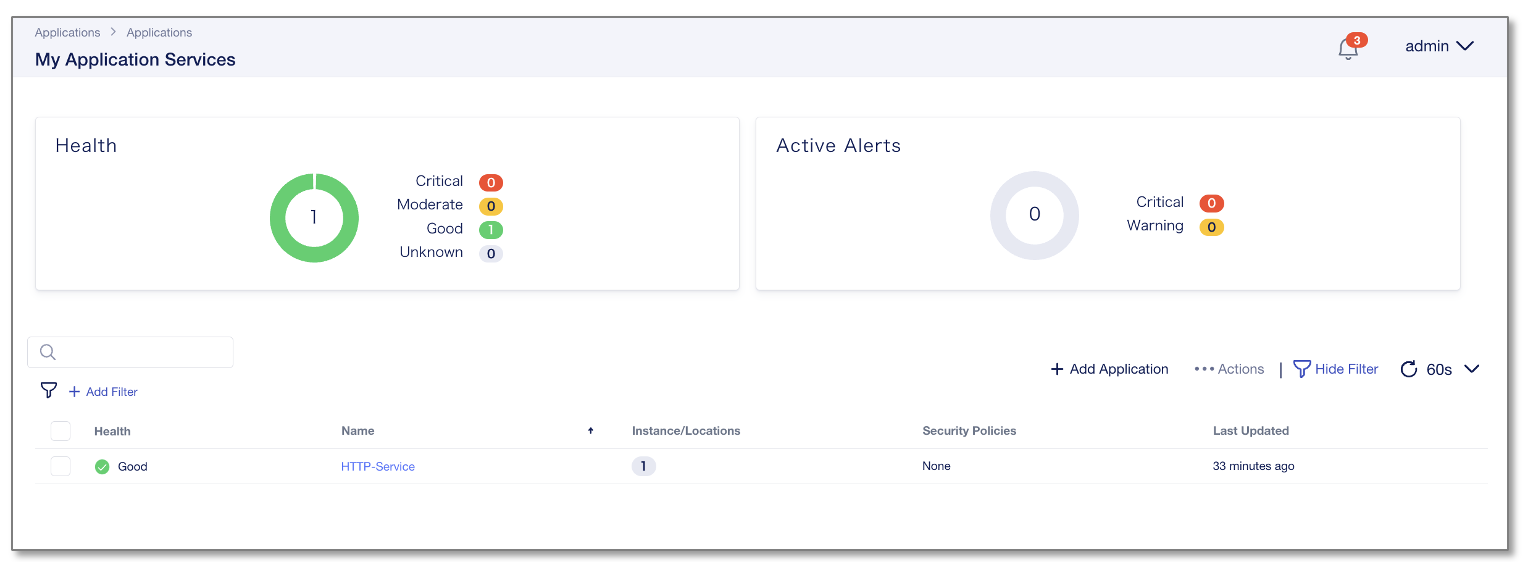 Applications > Applications
My Application Services
3
admin
Health
1
Critical 0
Moderate 0
Good 1
Unknown 0
Active Alerts
0
Critical 0
Warning 0
+ Add Filter
+ Add Application
••• Actions | Hide Filter
60s
Health Name Instance/Locations Security Policies Last Updated
Good HTTP-Service 1 None 33 minutes ago